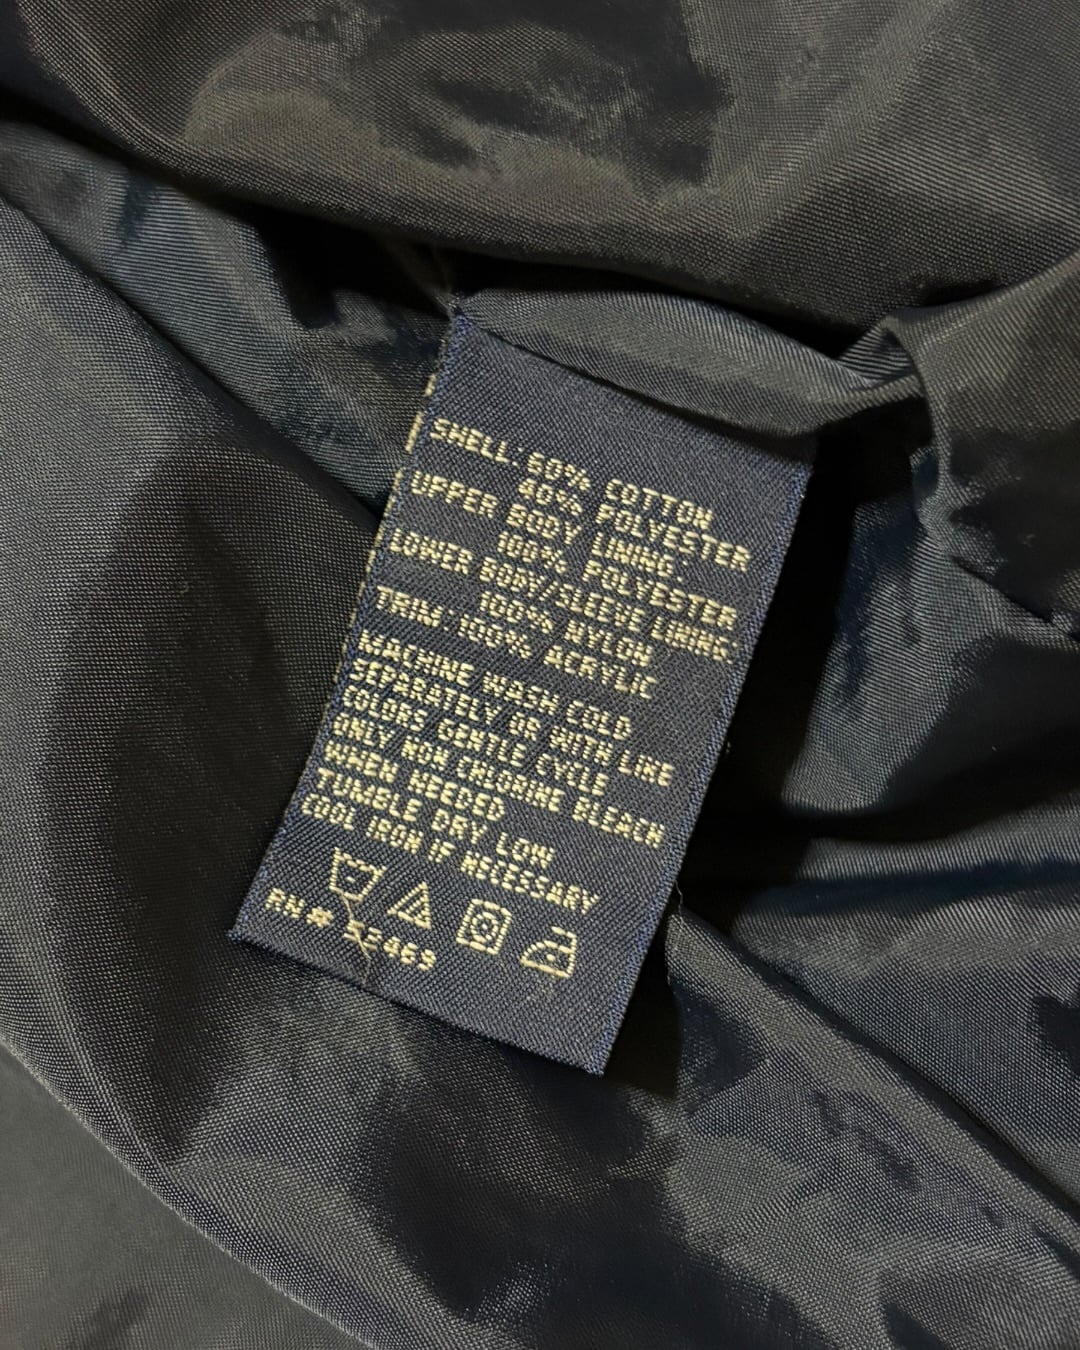 SHELL: 60% COTTON
40% POLYESTER
UPPER BODY LINING:
100% POLYESTER
LOWER BODY/SLEEVE LINING:
100% NYLON
TRIM 100% ACRYLIC
MACHINE WASH COLD
SEPARATELY OR WITH LIKE
COLORS GENTLE CYCLE
ONLY NON CHLORINE BLEACH
WHEN NEEDED
TUMBLE DRY LOW
COOL IRON IF NECESSARY
RN #